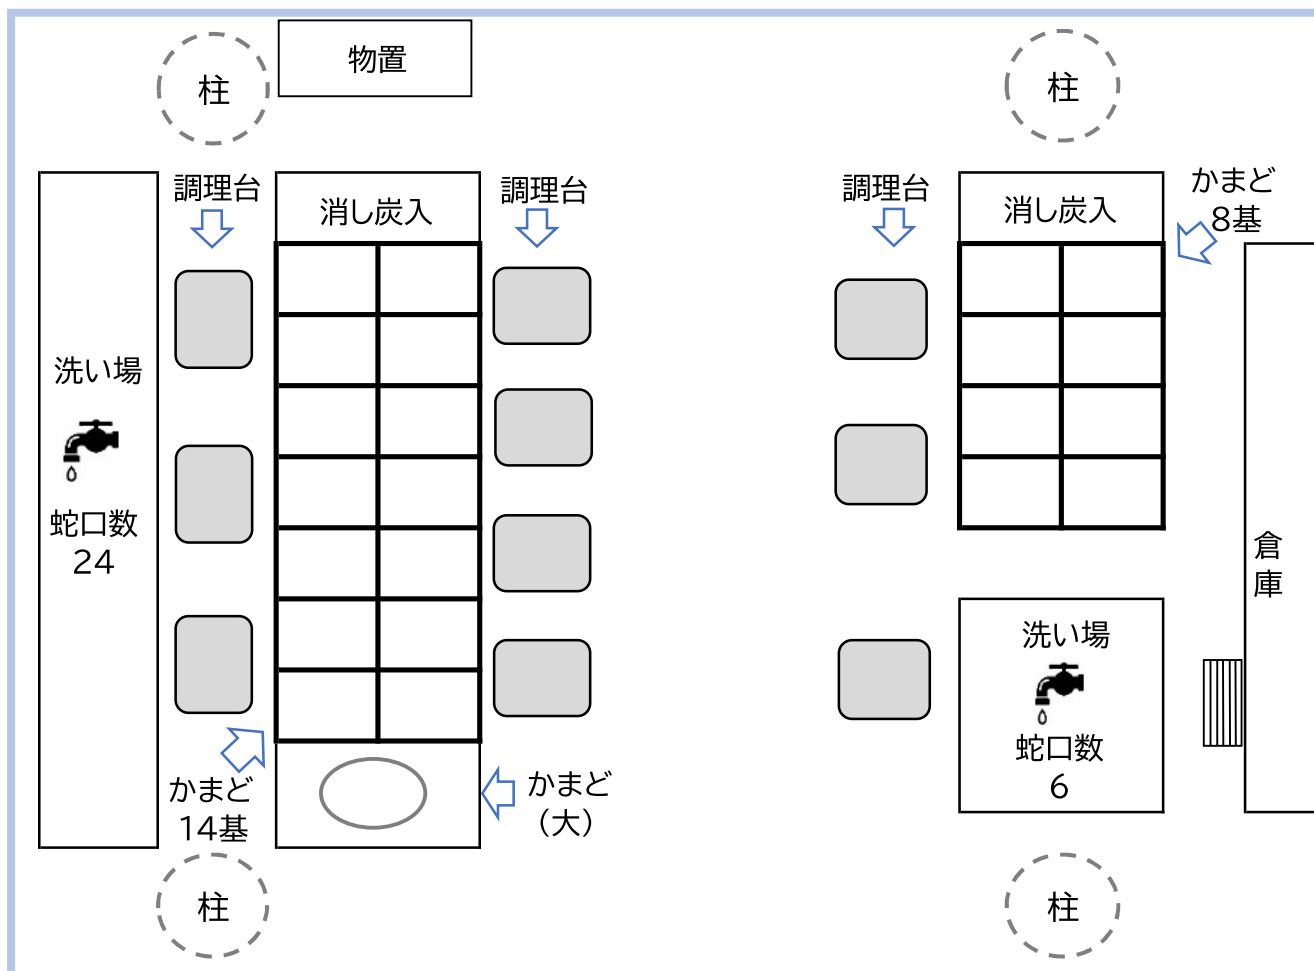 柱
物置
柱
調理台
消し炭入
調理台
調理台
消し炭入
かまど
8基
洗い場
蛇口数
24
倉
庫
洗い場
蛇口数
6
かまど
14基
かまど
（大）
柱
柱